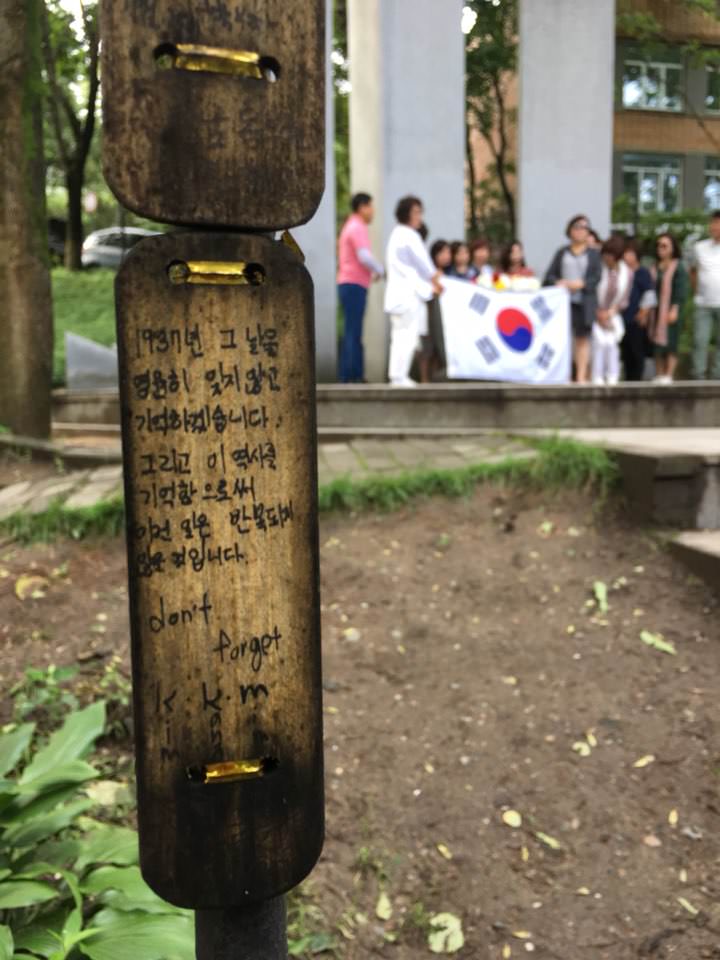 1937년 그 날을
영원히 잊지 않고
기억하겠습니다.
그리고 이 역사를
기억함으로써
이런 일은 반복되지
않을 것입니다.
don't
forget
k.k.m